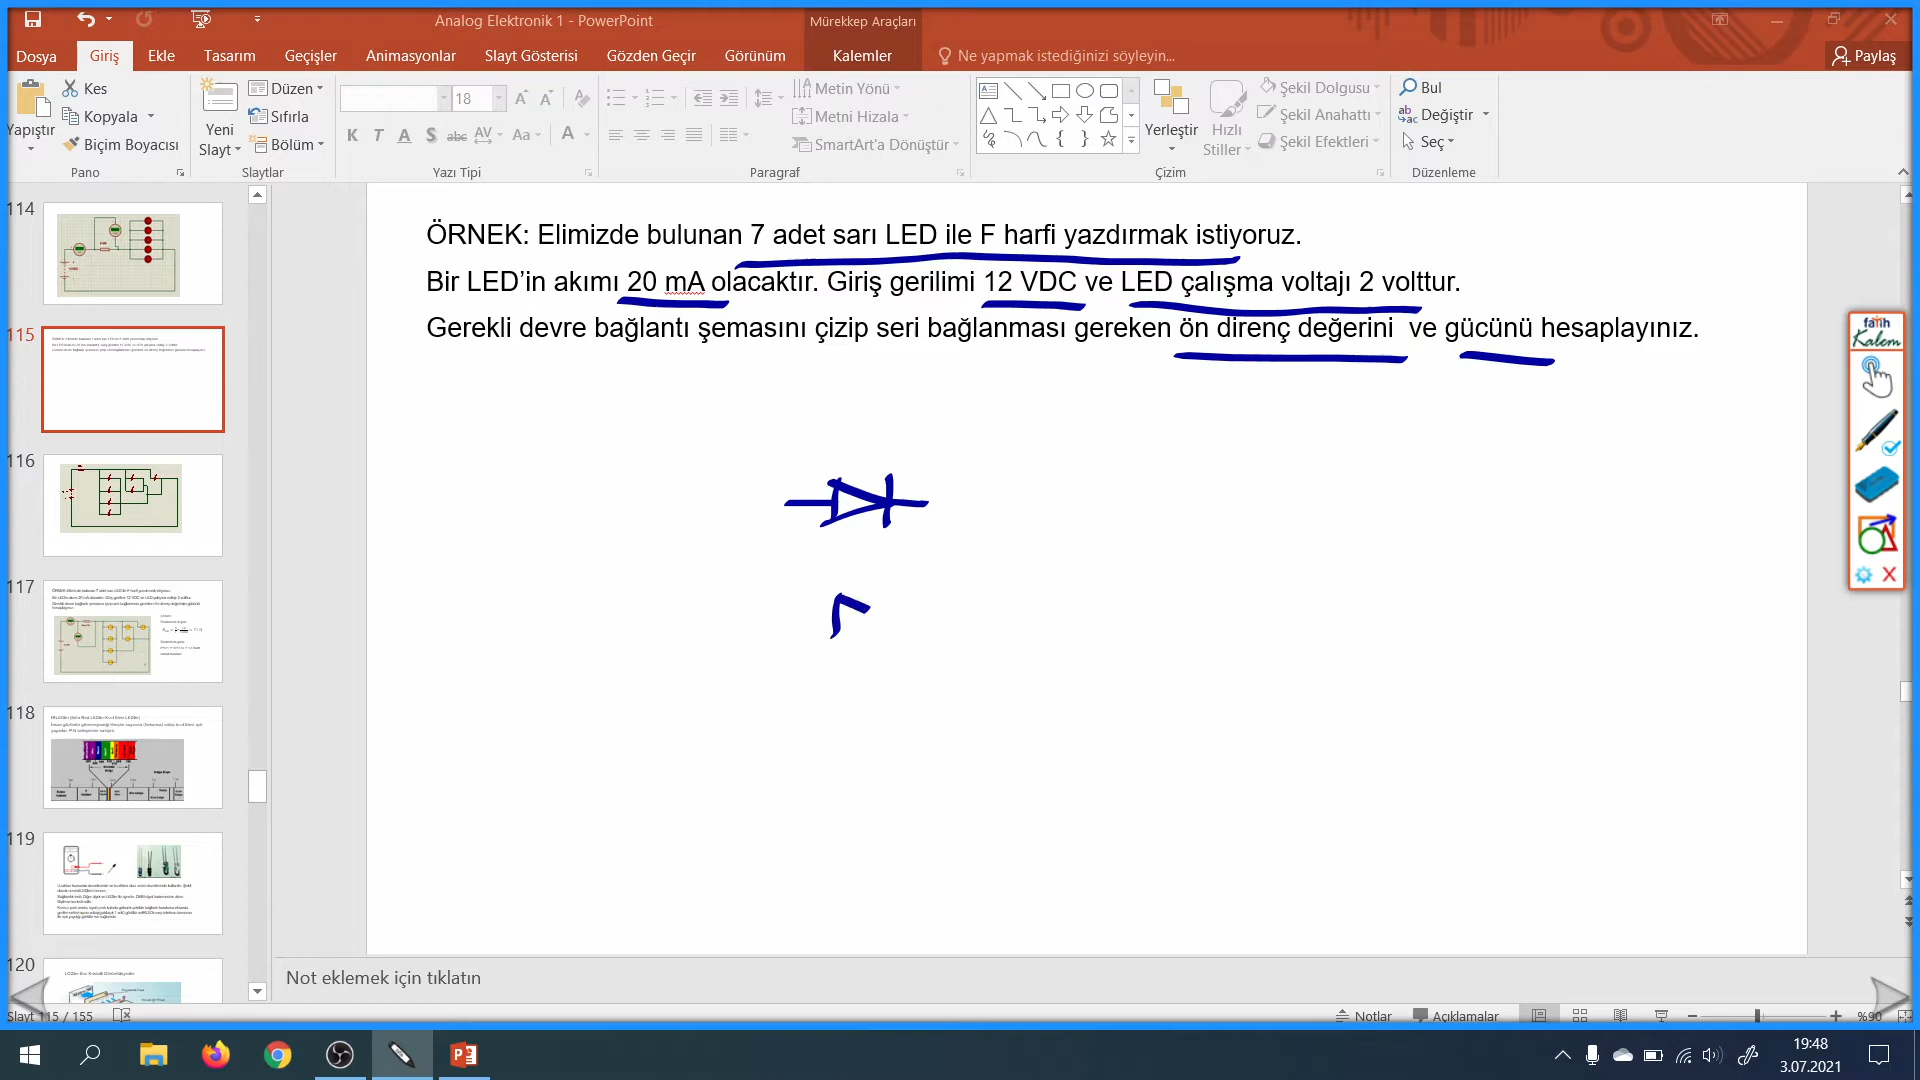 Analog Elektronik 1 - PowerPoint
Mürekkep Araçları
Dosya
Giriş
Ekle
Tasarım
Geçişler
Animasyonlar
Slayt Gösterisi
Gözden Geçir
Görünüm
Kalemler
Ne yapmak istediğinizi söyleyin...
Paylaş
Yapıştır
Kes
Kopyala
Biçim Boyacısı
Pano
Yeni
Slayt
Düzen
Sıfırla
Bölüm
Slaytlar
18
K T A S abc AV Aa A
Yazı Tipi
Metin Yönü
Metni Hizala
SmartArt'a Dönüştür
Paragraf
Yerleştir
Hızlı
Stiller
Şekil Dolgusu
Şekil Anahattı
Şekil Efektleri
Çizim
Bul
Değiştir
Seç
Düzenleme
114
115
116
117
118
119
120
ÖRNEK: Elimizde bulunan 7 adet sarı LED ile F harfi yazdırmak istiyoruz.
Bir LED’in akımı 20 mA olacaktır. Giriş gerilimi 12 VDC ve LED çalışma voltajı 2 volttur.
Gerekli devre bağlantı şemasını çizip seri bağlanması gereken ön direnç değerini ve gücünü hesaplayınız.
fatih
Kalem
Not eklemek için tıklatın
Slayt 115 / 155
Notlar
Açıklamalar
%90
19:48
3.07.2021